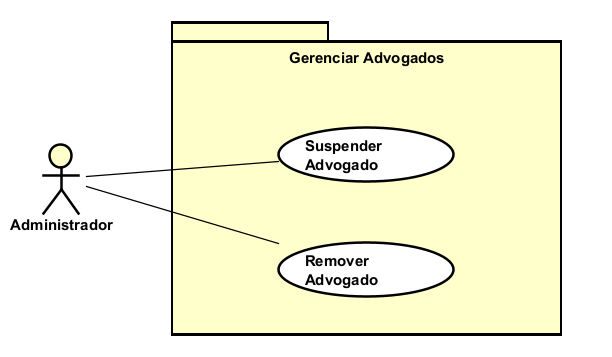 Gerenciar Advogados
Suspender
Advogado
Administrador
Remover
Advogado